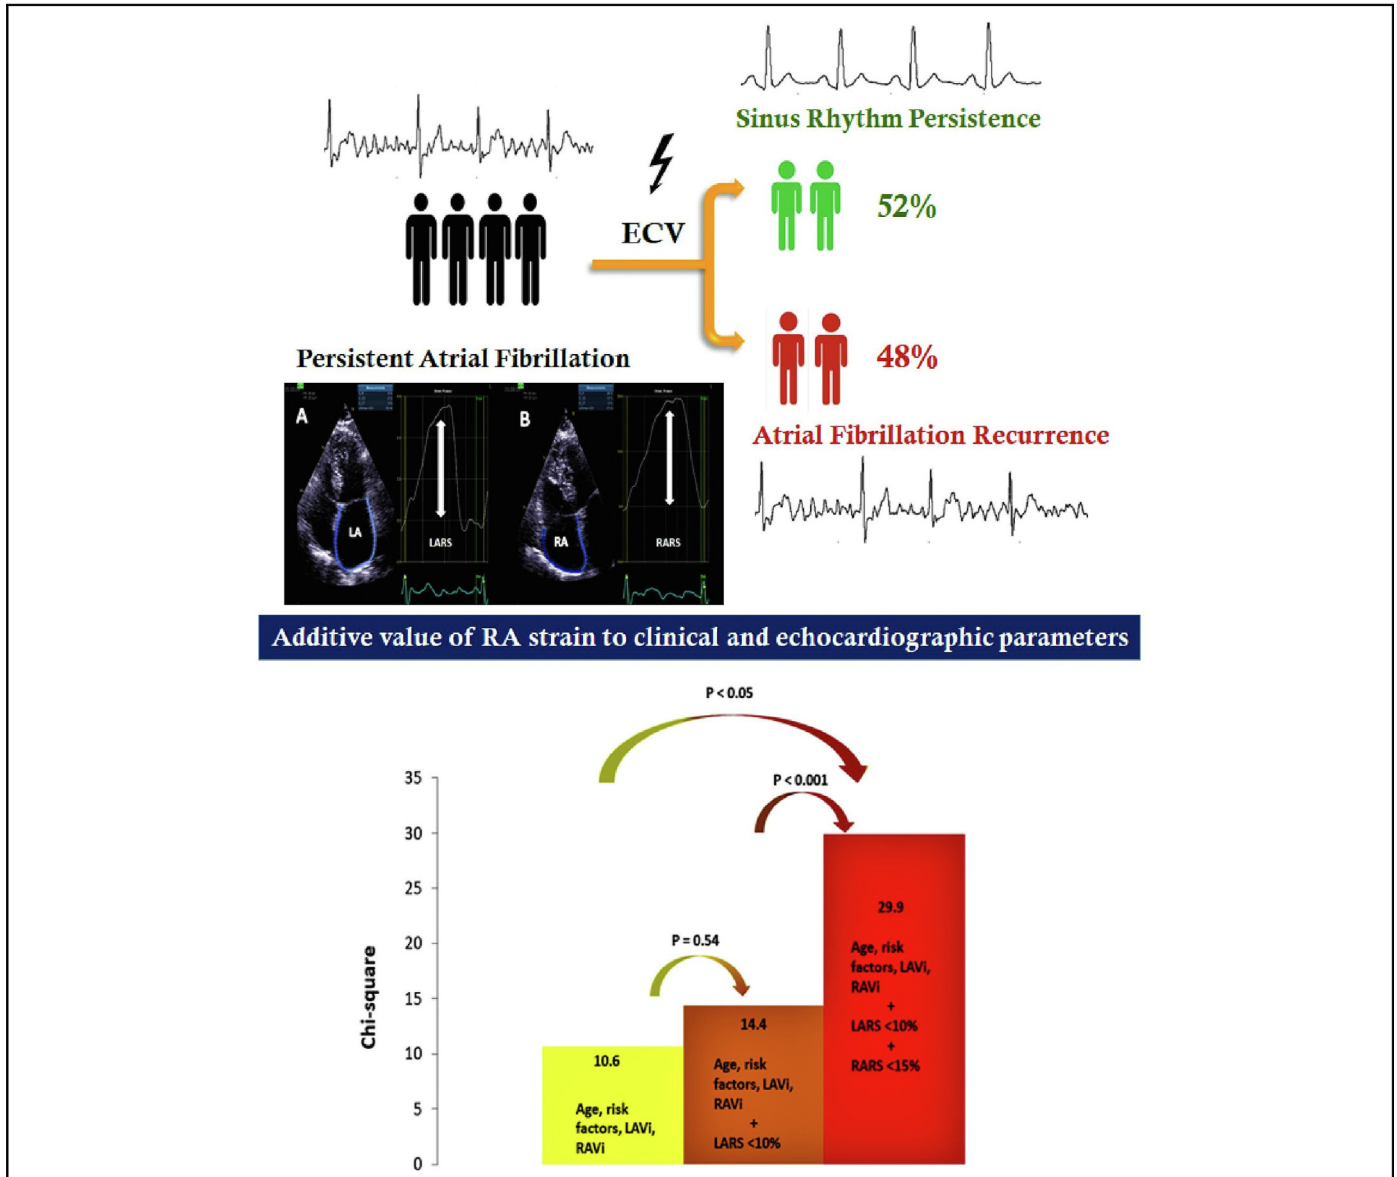 Sinus Rhythm Persistence
ECV
52%
48%
Persistent Atrial Fibrillation
Atrial Fibrillation Recurrence
A
LA
LARS
B
RA
RARS
Additive value of RA strain to clinical and echocardiographic parameters
P < 0.05
P < 0.001
P = 0.54
Chi-square
35
30
25
20
15
10
5
0
10.6
Age, risk
factors, LAVi,
RAVi
14.4
Age, risk
factors, LAVi,
RAVi
+
LARS <10%
29.9
Age, risk
factors, LAVi,
RAVi
+
LARS <10%
+
RARS <15%